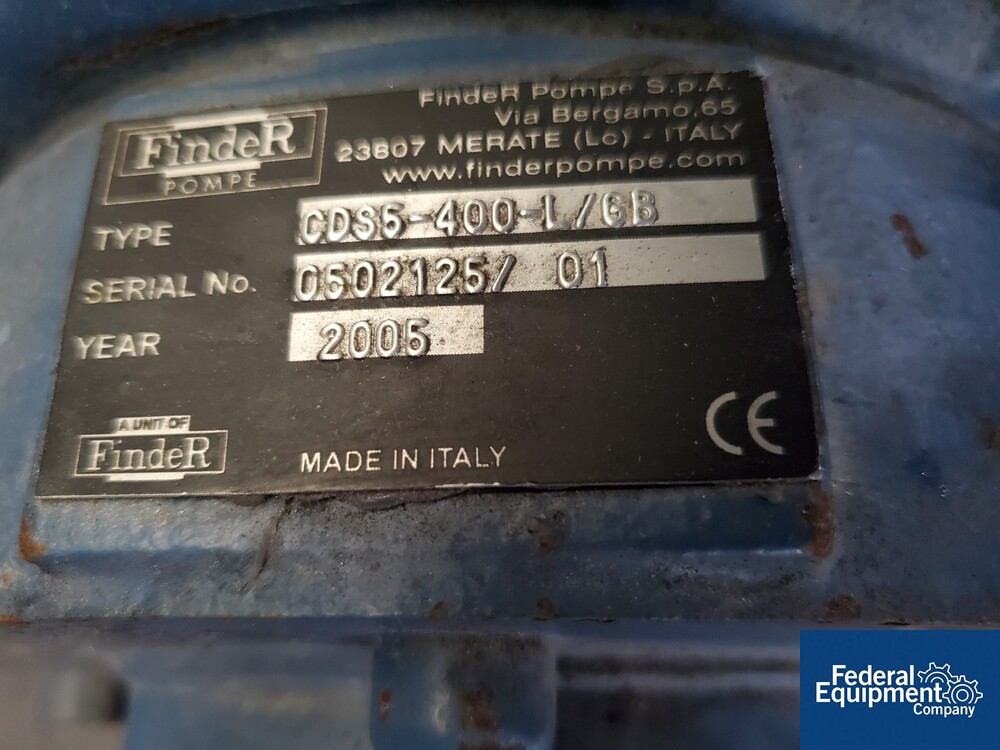 FindeR
POMPE
FindeR Pompe S.p.A.
Via Bergamo,65
23807 MERATE (Lc) - ITALY
www.finderpompe.com
TYPE CDS5-400-L/GB
SERIAL No. 0502125/ 01
YEAR 2005
A UNIT OF
FindeR
MADE IN ITALY
CE
Federal
Equipment
Company